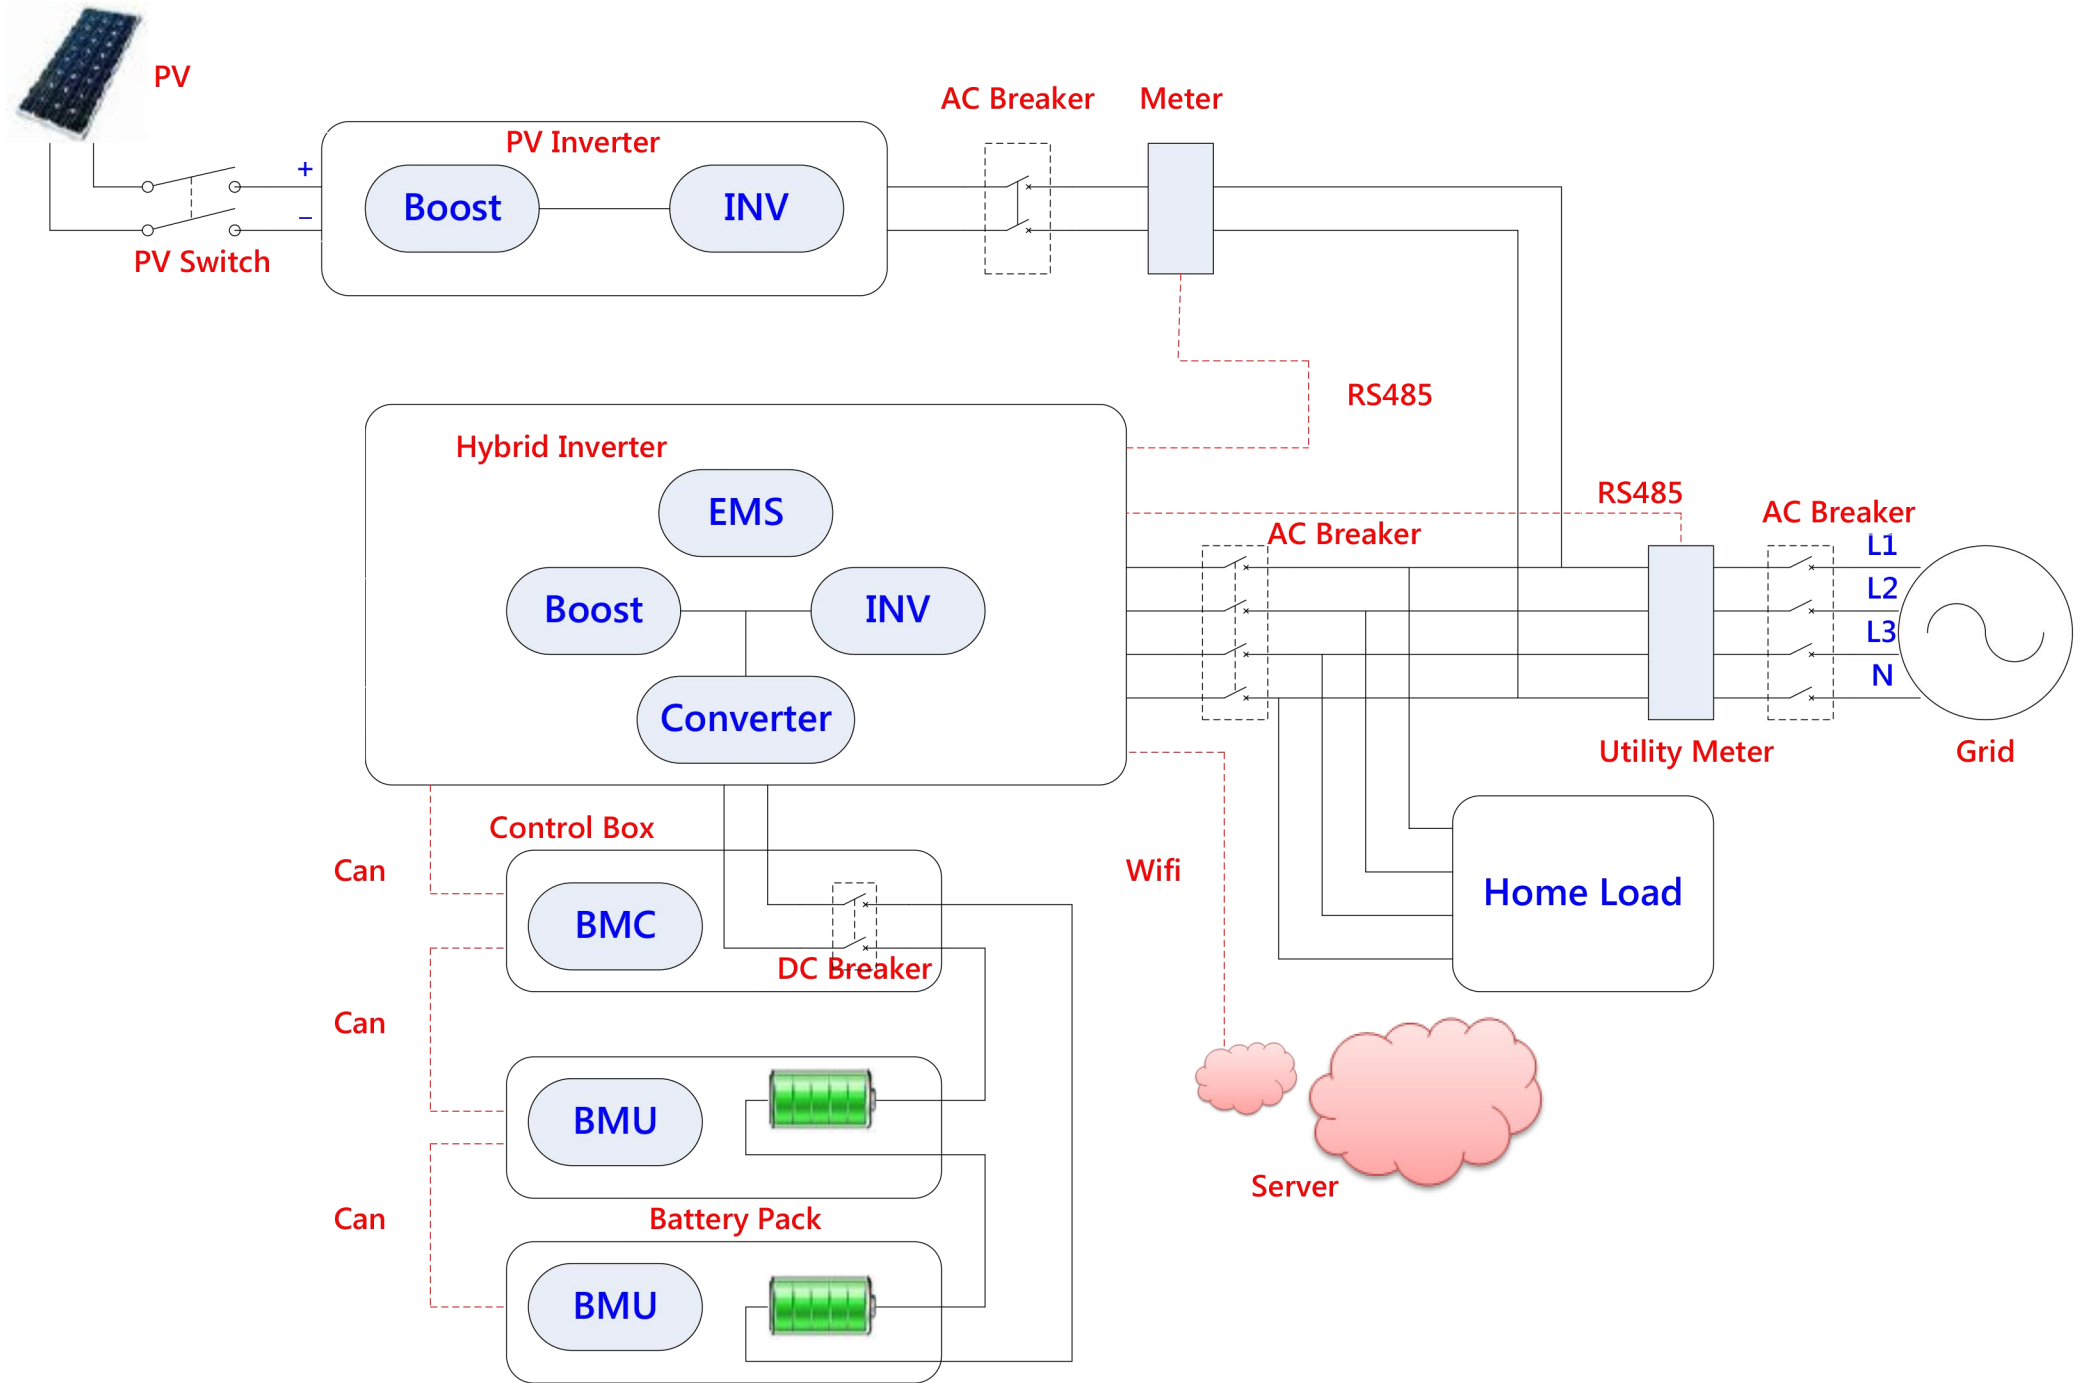 PV
AC Breaker
Meter
PV Inverter
+
Boost
INV
−
PV Switch
RS485
Hybrid Inverter
RS485
EMS
AC Breaker
AC Breaker
L1
L2
Boost
INV
L3
N
Converter
Utility Meter
Grid
Control Box
Can
Wifi
Home Load
BMC
DC Breaker
Can
BMU
Server
Can
Battery Pack
BMU